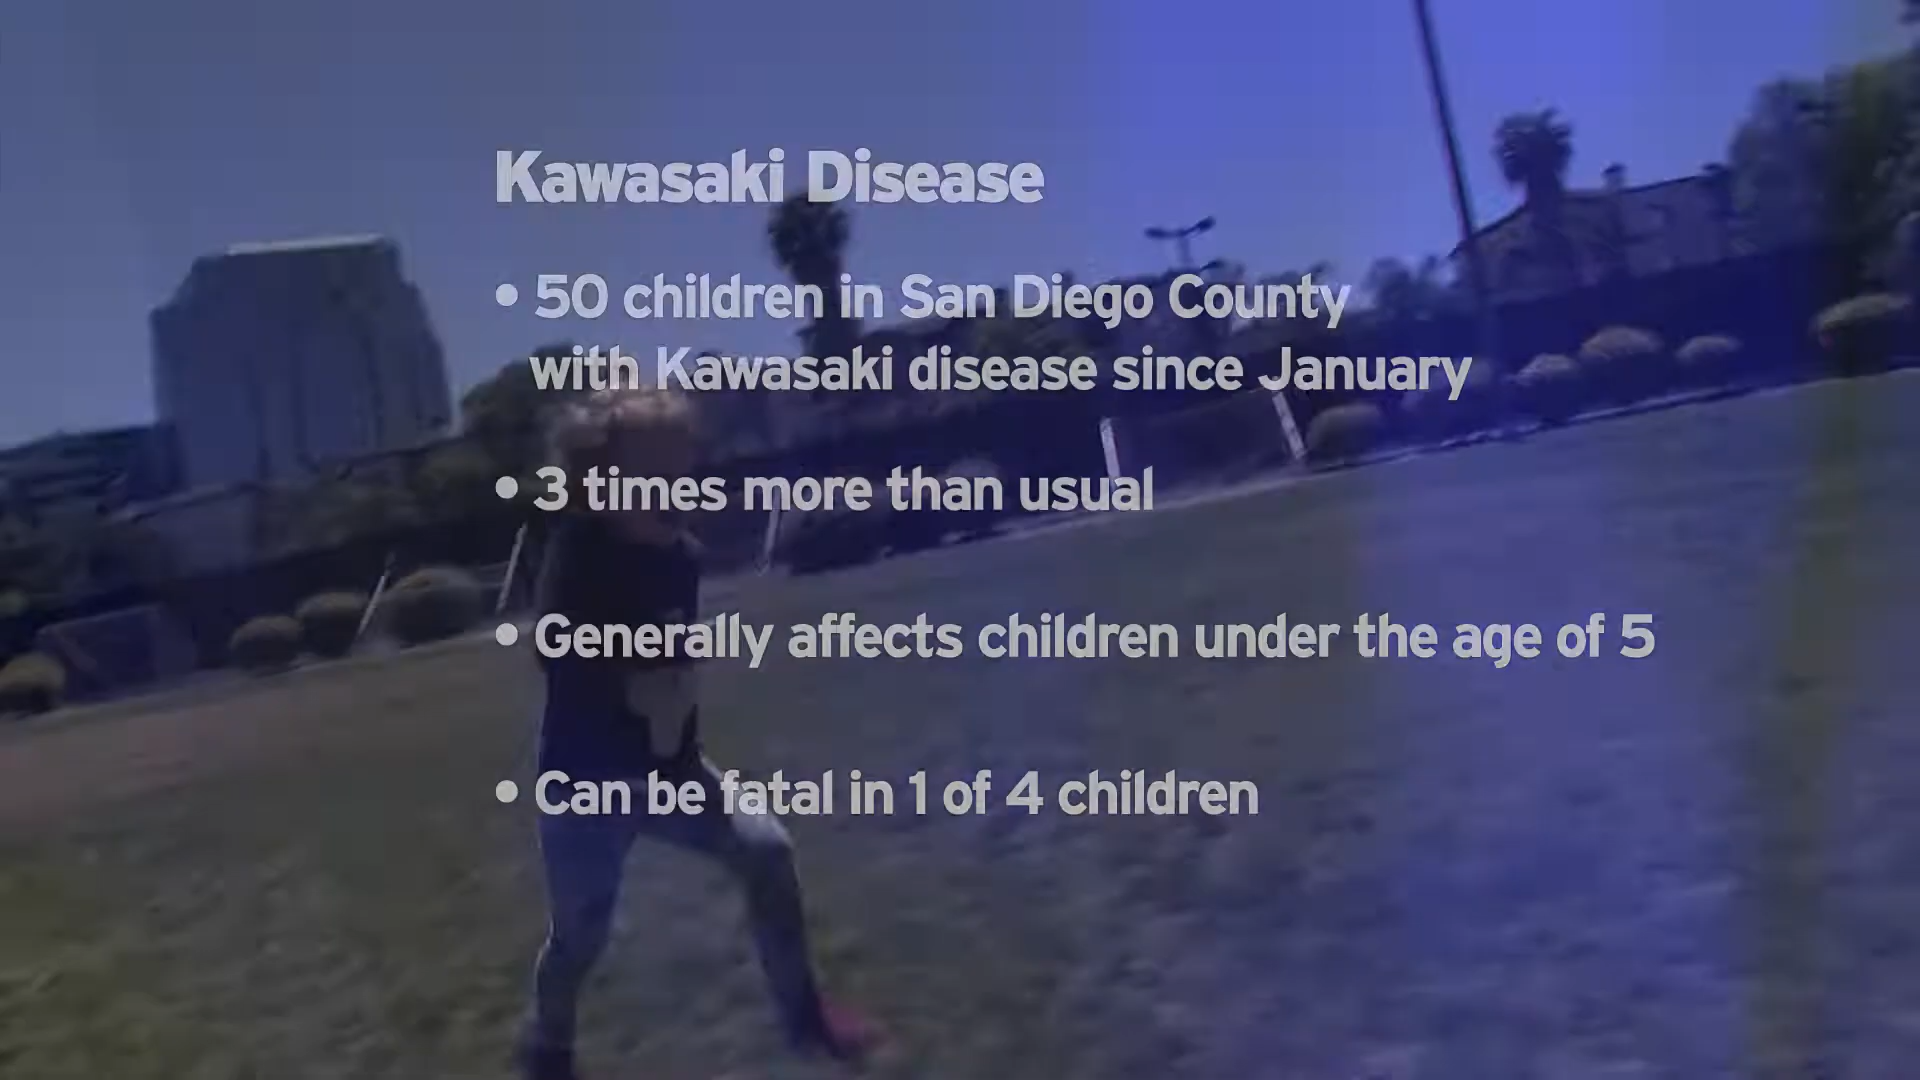 Kawasaki Disease
• 50 children in San Diego County
with Kawasaki disease since January
• 3 times more than usual
• Generally affects children under the age of 5
• Can be fatal in 1 of 4 children